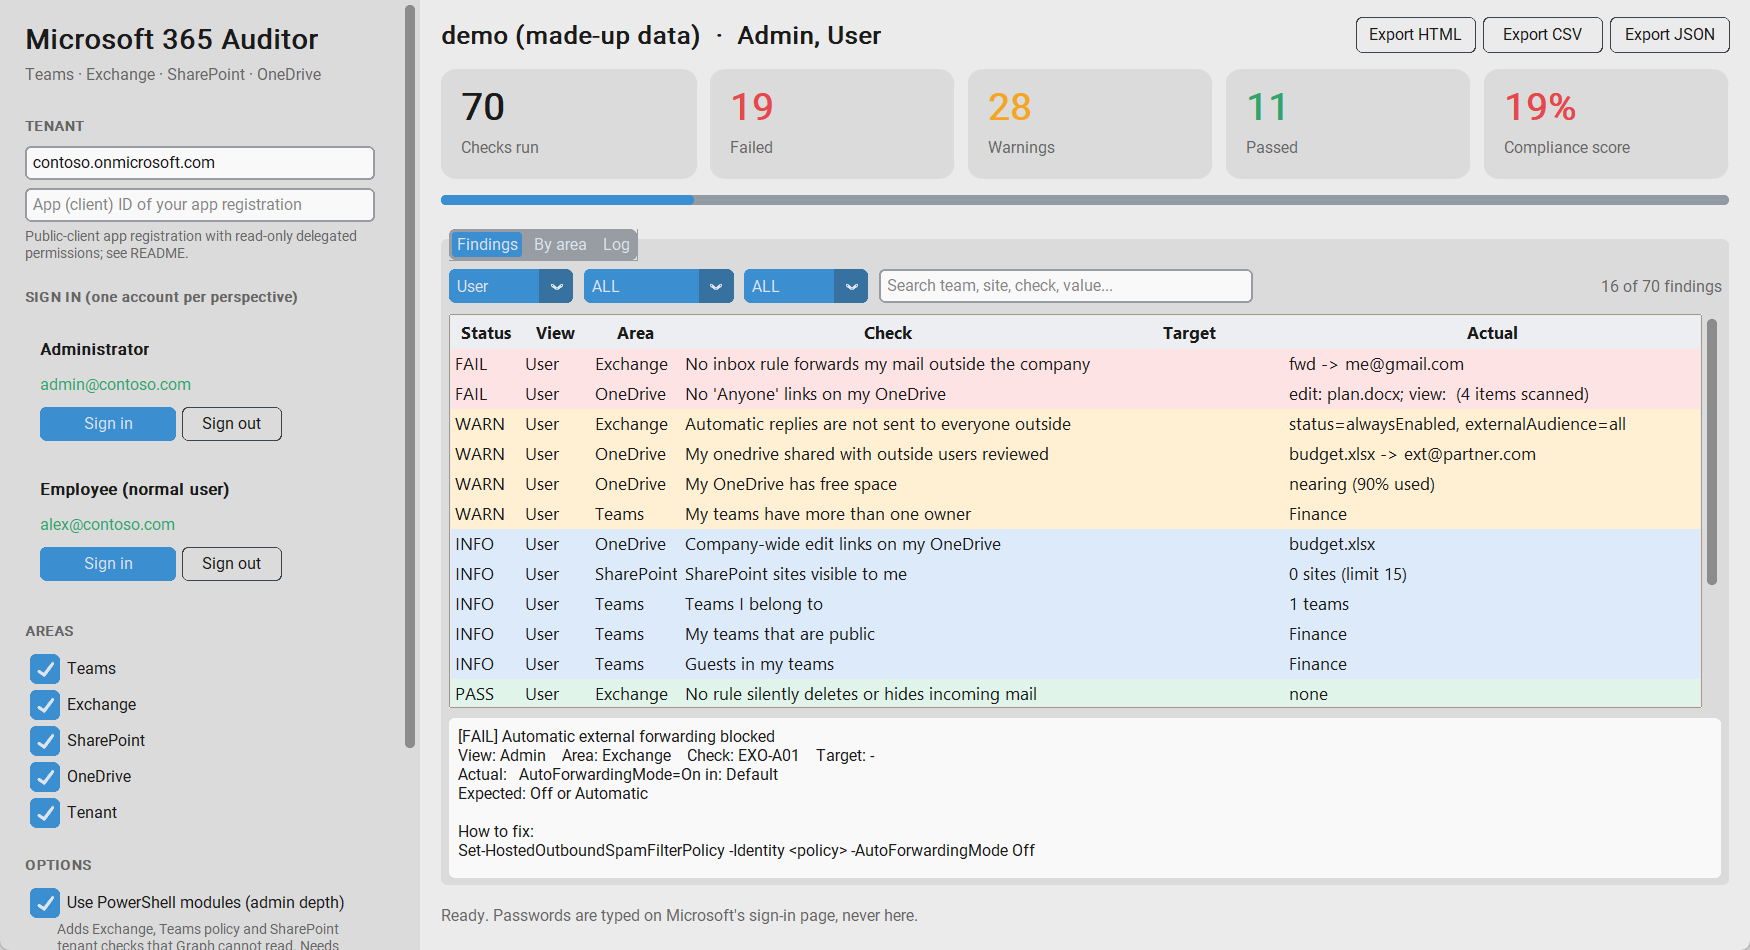 Microsoft 365 Auditor
Teams · Exchange · SharePoint · OneDrive
TENANT
contoso.onmicrosoft.com
App (client) ID of your app registration
Public-client app registration with read-only delegated
permissions; see README.
SIGN IN (one account per perspective)
Administrator
admin@contoso.com
Sign in Sign out
Employee (normal user)
alex@contoso.com
Sign in Sign out
AREAS
Teams
Exchange
SharePoint
OneDrive
Tenant
OPTIONS
Use PowerShell modules (admin depth)
Adds Exchange, Teams policy and SharePoint
tenant checks that Graph cannot read. Needs
demo (made-up data) · Admin, User
Export HTML Export CSV Export JSON
70 19 28 11 19%
Checks run Failed Warnings Passed Compliance score
Findings By area Log
User ALL ALL Search team, site, check, value... 16 of 70 findings
Status View Area Check Target Actual
FAIL User Exchange No inbox rule forwards my mail outside the company fwd -> me@gmail.com
FAIL User OneDrive No 'Anyone' links on my OneDrive edit: plan.docx; view: (4 items scanned)
WARN User Exchange Automatic replies are not sent to everyone outside status=alwaysEnabled, externalAudience=all
WARN User OneDrive My onedrive shared with outside users reviewed budget.xlsx -> ext@partner.com
WARN User OneDrive My OneDrive has free space nearing (90% used)
WARN User Teams My teams have more than one owner Finance
INFO User OneDrive Company-wide edit links on my OneDrive budget.xlsx
INFO User SharePoint SharePoint sites visible to me 0 sites (limit 15)
INFO User Teams Teams I belong to 1 teams
INFO User Teams My teams that are public Finance
INFO User Teams Guests in my teams Finance
PASS User Exchange No rule silently deletes or hides incoming mail none
[FAIL] Automatic external forwarding blocked
View: Admin Area: Exchange Check: EXO-A01 Target: -
Actual: AutoForwardingMode=On in: Default
Expected: Off or Automatic
How to fix:
Set-HostedOutboundSpamFilterPolicy -Identity <policy> -AutoForwardingMode Off
Ready. Passwords are typed on Microsoft's sign-in page, never here.